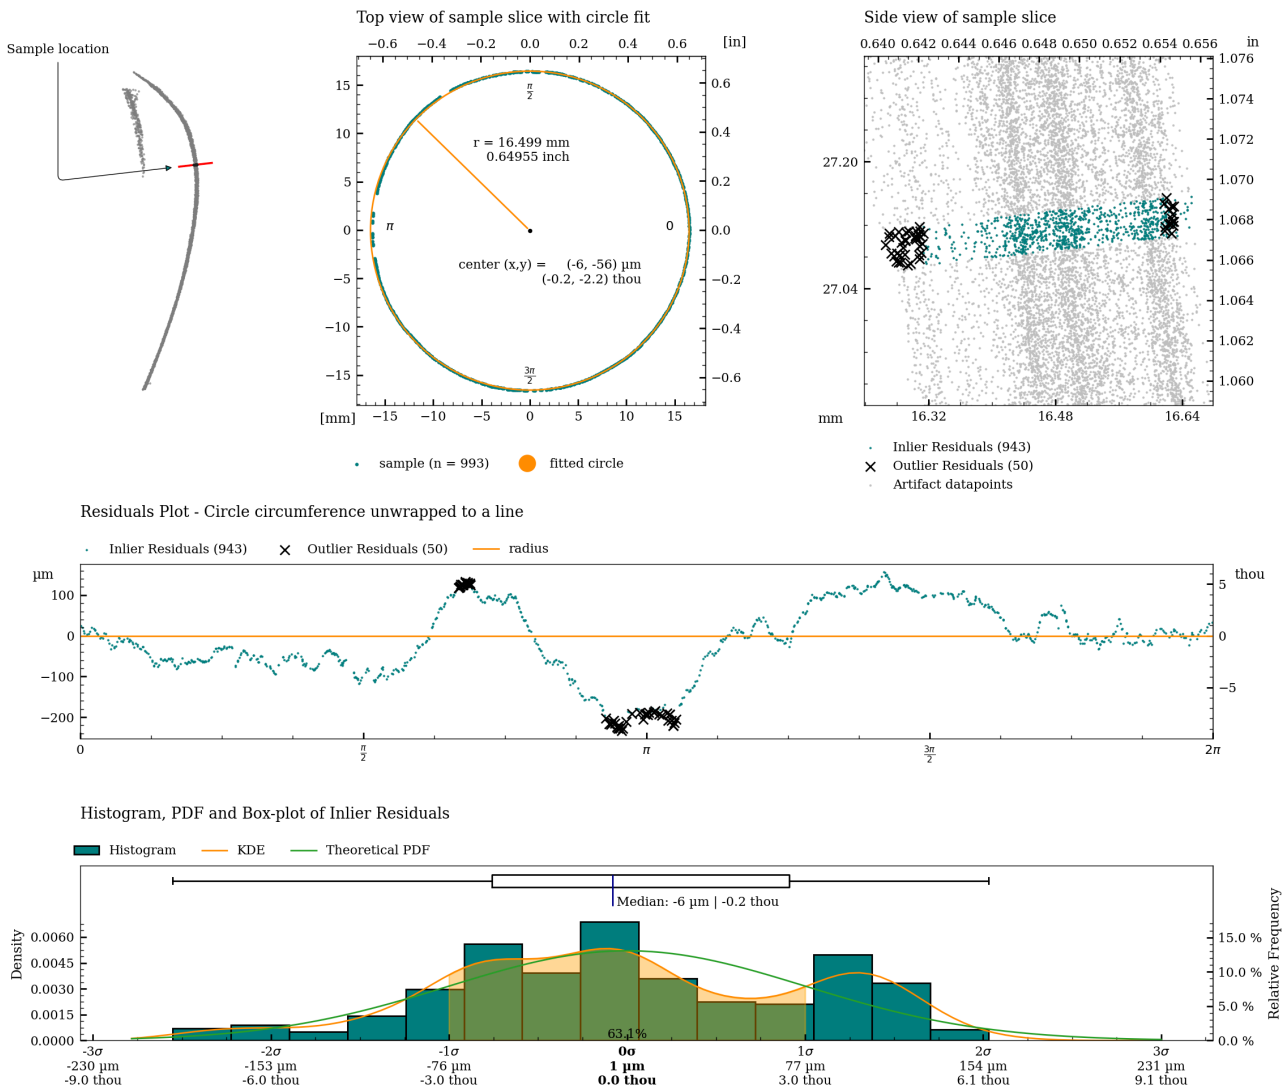 Sample location
Top view of sample slice with circle fit
−0.6 −0.4 −0.2 0.0 0.2 0.4 0.6 [in]
15
10
5
0
−5
−10
−15
0.6
0.4
0.2
0.0
−0.2
−0.4
−0.6
π/2
r = 16.499 mm
0.64955 inch
π
0
center (x,y) = (-6, -56) µm
(-0.2, -2.2) thou
3π/2
[mm] −15 −10 −5 0 5 10 15
sample (n = 993)
fitted circle
Side view of sample slice
0.640 0.642 0.644 0.646 0.648 0.650 0.652 0.654 0.656 in
27.20
27.04
1.076
1.074
1.072
1.070
1.068
1.066
1.064
1.062
1.060
mm 16.32 16.48 16.64
Inlier Residuals (943)
Outlier Residuals (50)
Artifact datapoints
Residuals Plot - Circle circumference unwrapped to a line
Inlier Residuals (943) Outlier Residuals (50) radius
µm
thou
100
0
−100
−200
5
0
−5
0 π/2 π 3π/2 2π
Histogram, PDF and Box-plot of Inlier Residuals
Histogram KDE Theoretical PDF
Median: -6 µm | -0.2 thou
Density
0.0060
0.0045
0.0030
0.0015
0.0000
Relative Frequency
15.0 %
10.0 %
5.0 %
0.0 %
63.1%
-3σ -2σ -1σ 0σ 1σ 2σ 3σ
-230 µm -153 µm -76 µm 1 µm 77 µm 154 µm 231 µm
-9.0 thou -6.0 thou -3.0 thou 0.0 thou 3.0 thou 6.1 thou 9.1 thou